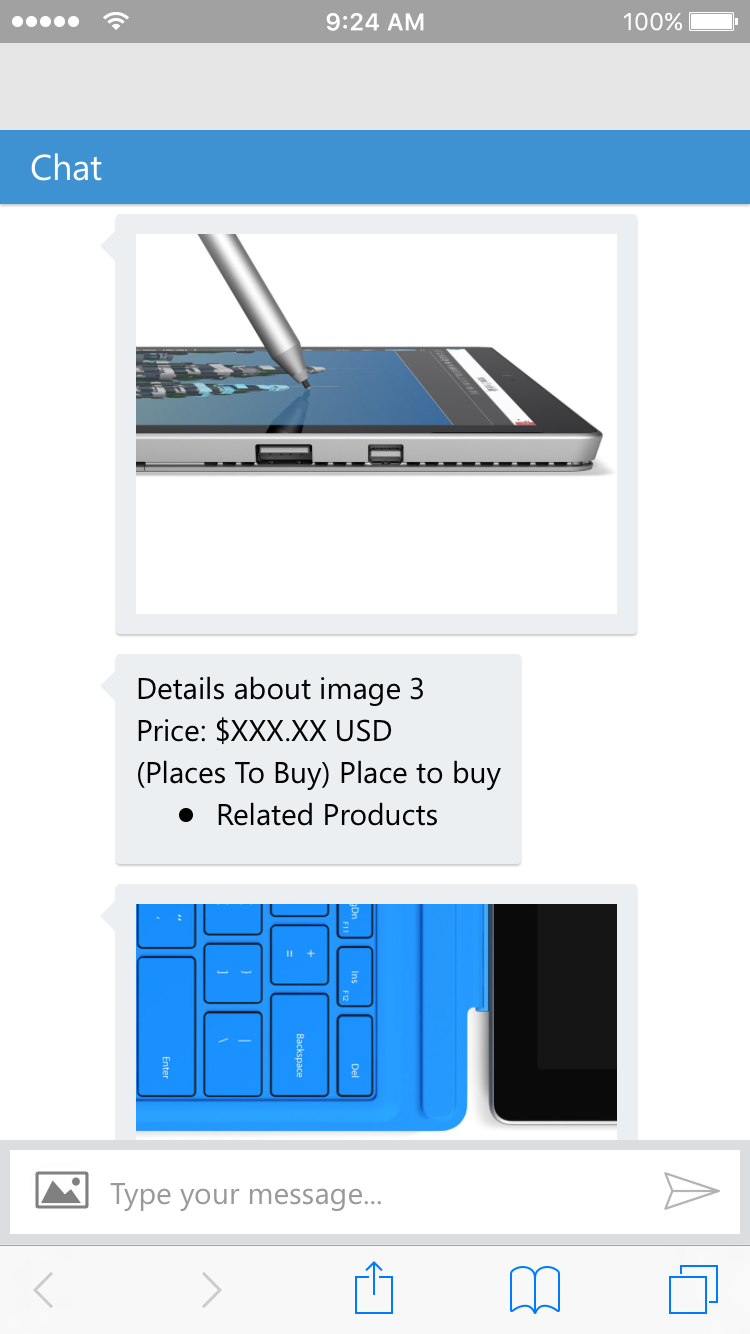 9:24 AM
100%
Chat
Details about image 3
Price: $XXX.XX USD
(Places To Buy) Place to buy
Related Products
Enter
Backspace
gDn
F11
Ins
F12
Del
Type your message...